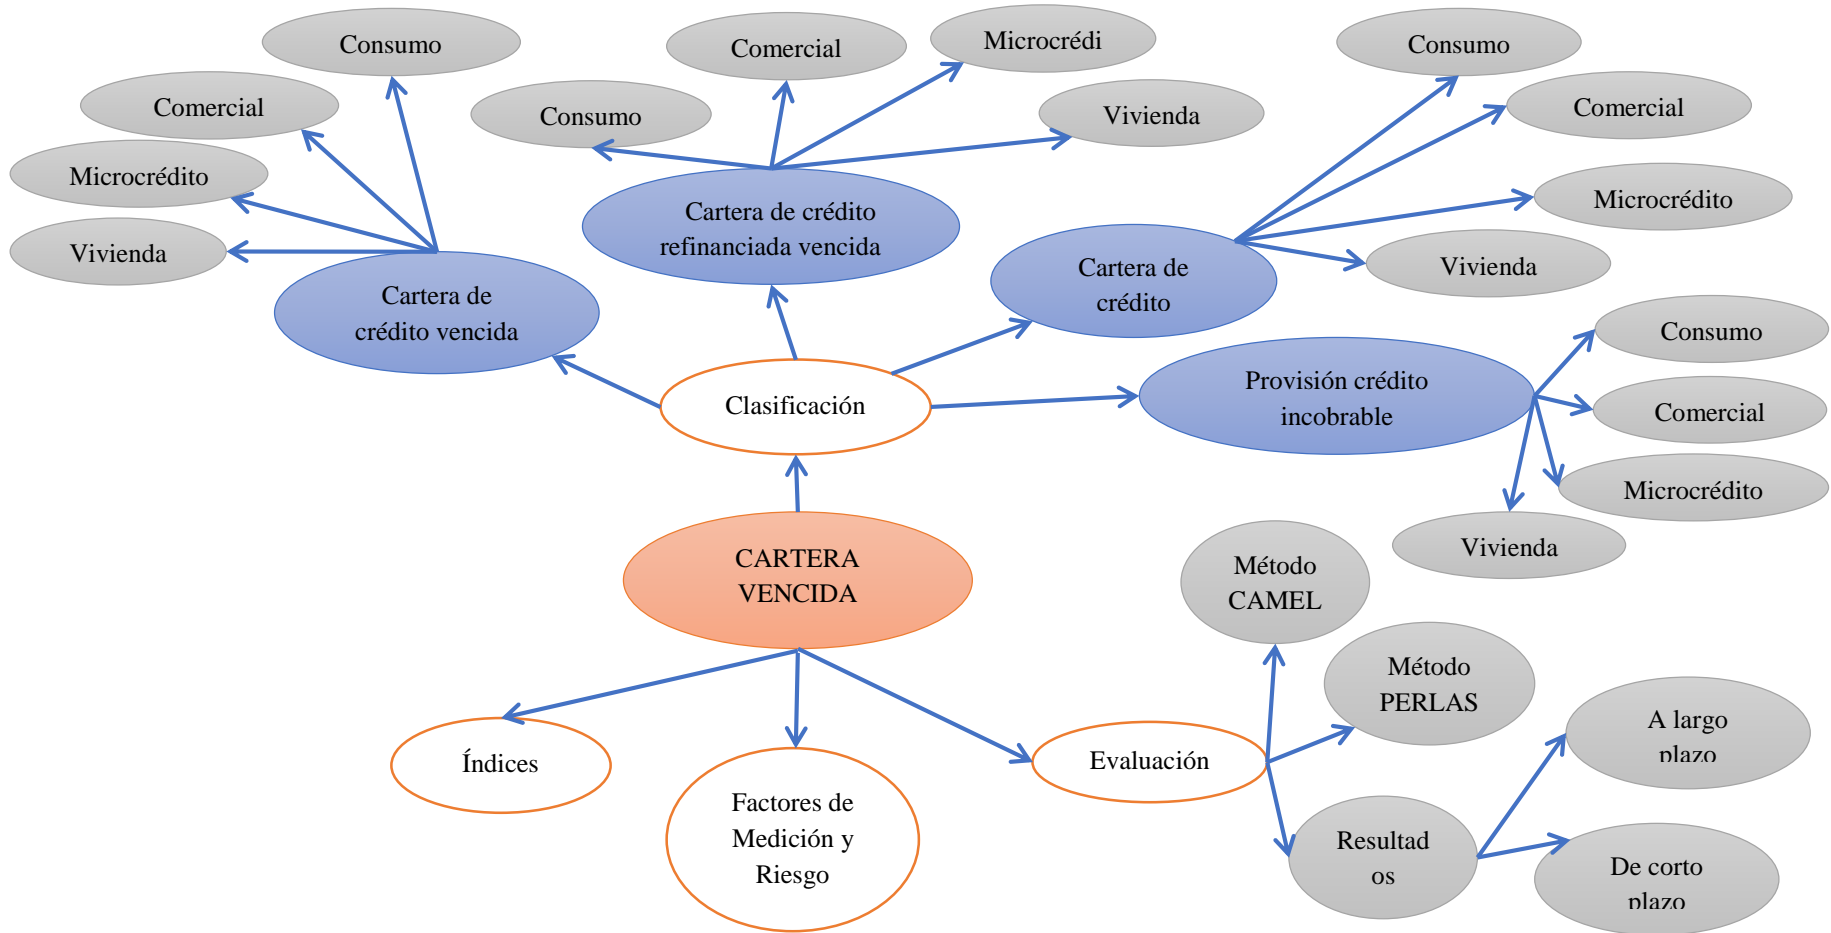 Consumo
Comercial
Microcrédito
Vivienda
Cartera de
crédito vencida
Comercial
Microcrédi
Consumo
Vivienda
Cartera de crédito
refinanciada vencida
Consumo
Comercial
Microcrédito
Vivienda
Cartera de
crédito
Consumo
Comercial
Microcrédito
Vivienda
Provisión crédito
incobrable
Clasificación
CARTERA
VENCIDA
Índices
Factores de
Medición y
Riesgo
Evaluación
Método
CAMEL
Método
PERLAS
Resultad
os
A largo
plazo
De corto
plazo